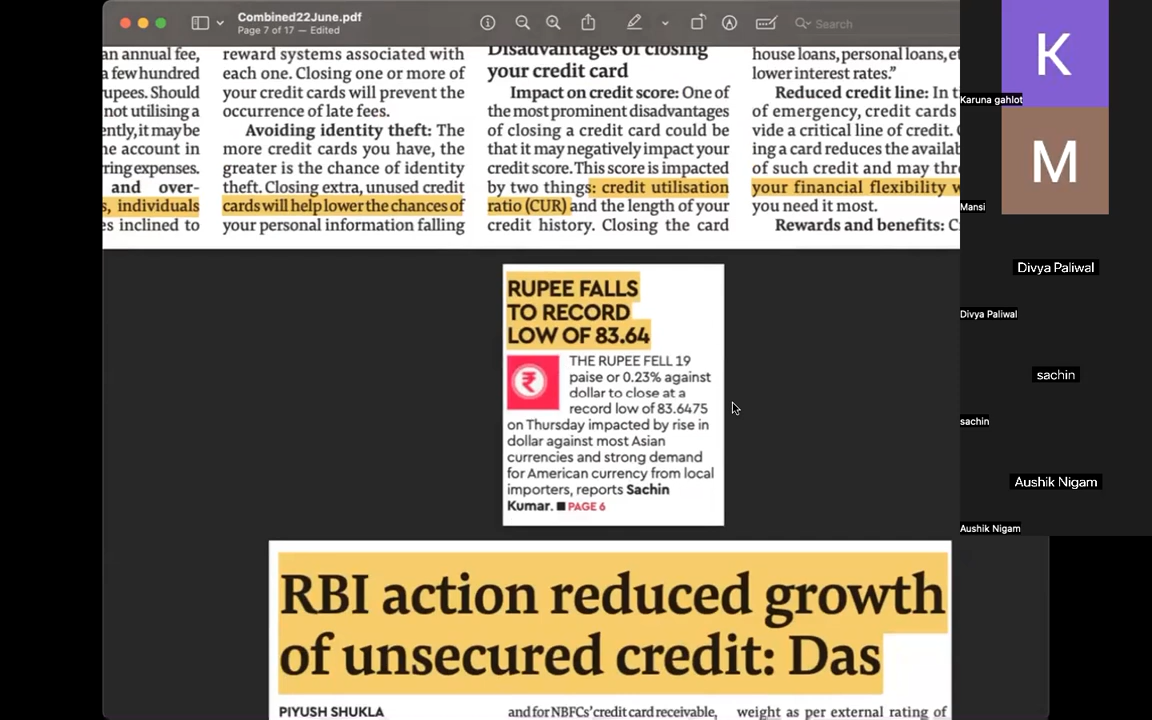 Combined22June.pdf
Page 7 of 17 — Edited
Search
an annual fee,
a few hundred
rupees. Should
not utilising a
ently, it may be
he account in
rring expenses.
and over-
s, individuals
es inclined to
reward systems associated with
each one. Closing one or more of
your credit cards will prevent the
occurrence of late fees.
Avoiding identity theft: The
more credit cards you have, the
greater is the chance of identity
theft. Closing extra, unused credit
cards will help lower the chances of
your personal information falling
Disadvantages of closing
your credit card
Impact on credit score: One of
the most prominent disadvantages
of closing a credit card could be
that it may negatively impact your
credit score. This score is impacted
by two things: credit utilisation
ratio (CUR) and the length of your
credit history. Closing the card
house loans, personal loans, et
lower interest rates.”
Reduced credit line: In t
of emergency, credit cards
vide a critical line of credit.
ing a card reduces the availab
of such credit and may thr
your financial flexibility w
you need it most.
Rewards and benefits: C
RUPEE FALLS
TO RECORD
LOW OF 83.64
₹
THE RUPEE FELL 19
paise or 0.23% against
dollar to close at a
record low of 83.6475
on Thursday impacted by rise in
dollar against most Asian
currencies and strong demand
for American currency from local
importers, reports Sachin
Kumar. ■ PAGE 6
RBI action reduced growth
of unsecured credit: Das
PIYUSH SHUKLA
and for NBFCs’ credit card receivable,
weight as per external rating of
K
Karuna gahlot
M
Mansi
Divya Paliwal
Divya Paliwal
sachin
sachin
Aushik Nigam
Aushik Nigam